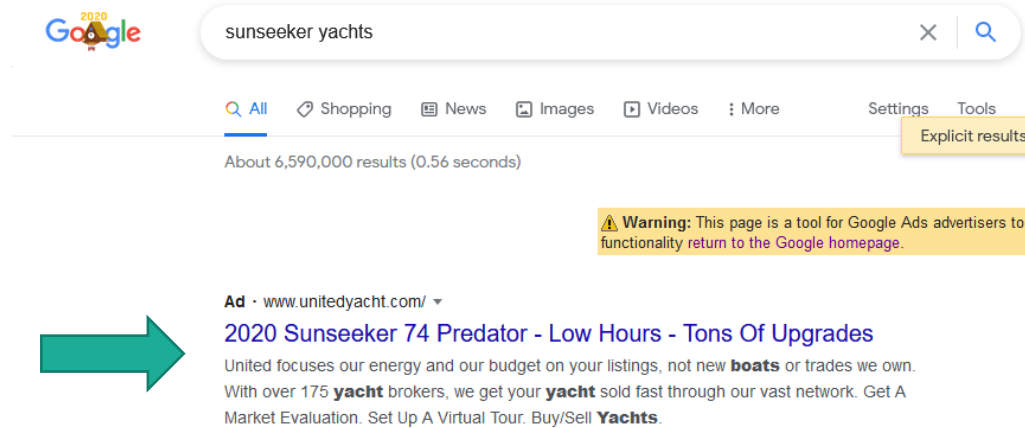 2020
Google
sunseeker yachts
All Shopping News Images Videos More Settings Tools
Explicit results
About 6,590,000 results (0.56 seconds)
Warning: This page is a tool for Google Ads advertisers to
functionality return to the Google homepage.
Ad · www.unitedyacht.com/
2020 Sunseeker 74 Predator - Low Hours - Tons Of Upgrades
United focuses our energy and our budget on your listings, not new boats or trades we own.
With over 175 yacht brokers, we get your yacht sold fast through our vast network. Get A
Market Evaluation. Set Up A Virtual Tour. Buy/Sell Yachts.